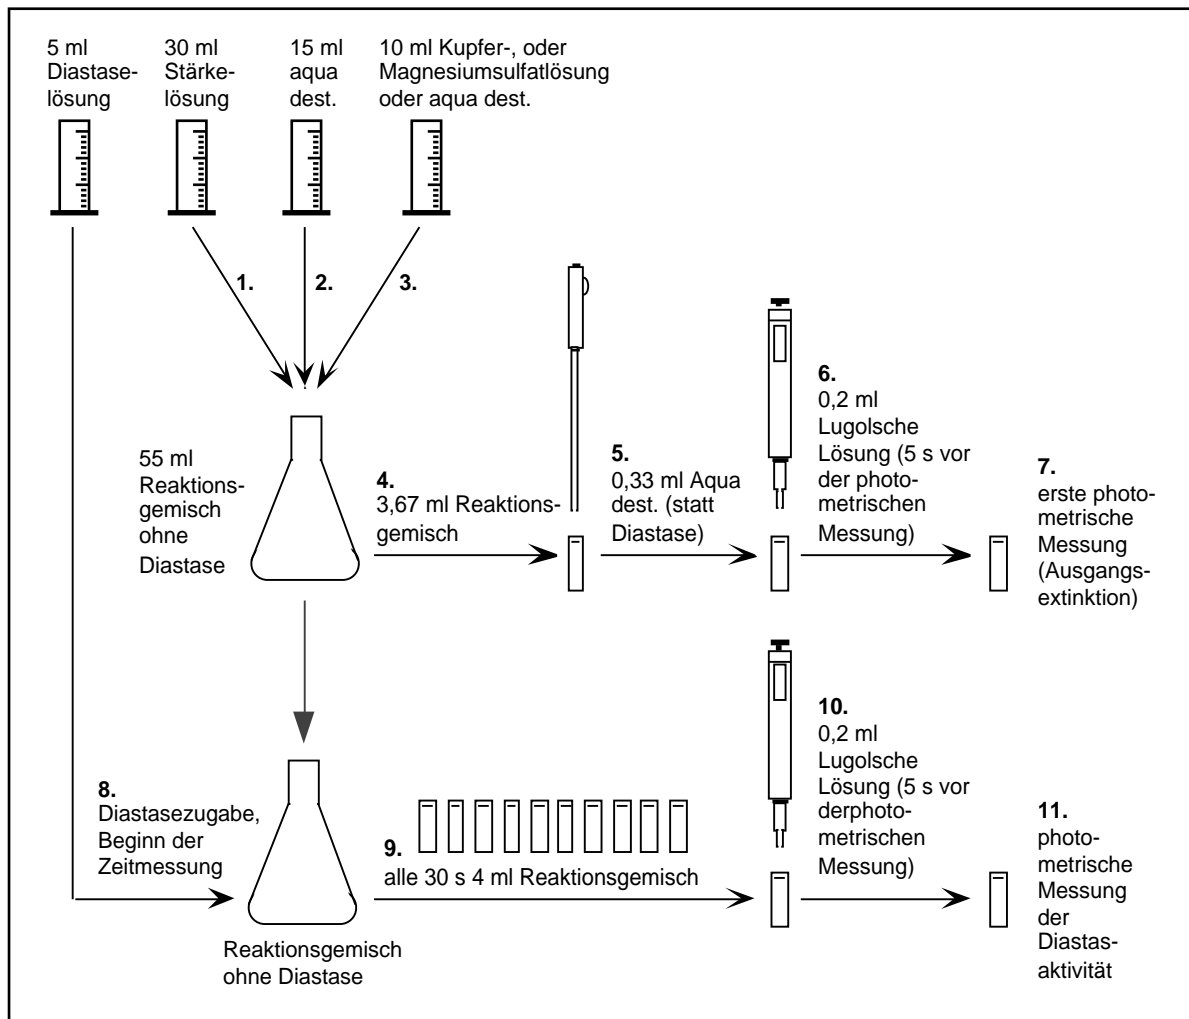 5 ml
Diastase-
lösung
30 ml
Stärke-
lösung
15 ml
aqua
dest.
10 ml Kupfer-, oder
Magnesiumsulfatlösung
oder aqua dest.
1.
2.
3.
55 ml
Reaktions-
gemisch
ohne
Diastase
4.
3,67 ml Reaktions-
gemisch
5.
0,33 ml Aqua
dest. (statt
Diastase)
6.
0,2 ml
Lugolsche
Lösung (5 s vor
der photo-
metrischen
Messung)
7.
erste photo-
metrische
Messung
(Ausgangs-
extinktion)
8.
Diastasezugabe,
Beginn der
Zeitmessung
Reaktionsgemisch
ohne Diastase
9.
alle 30 s 4 ml Reaktionsgemisch
10.
0,2 ml
Lugolsche
Lösung (5 s vor
derphoto-
metrischen
Messung)
11.
photo-
metrische
Messung
der
Diastas-
aktivität